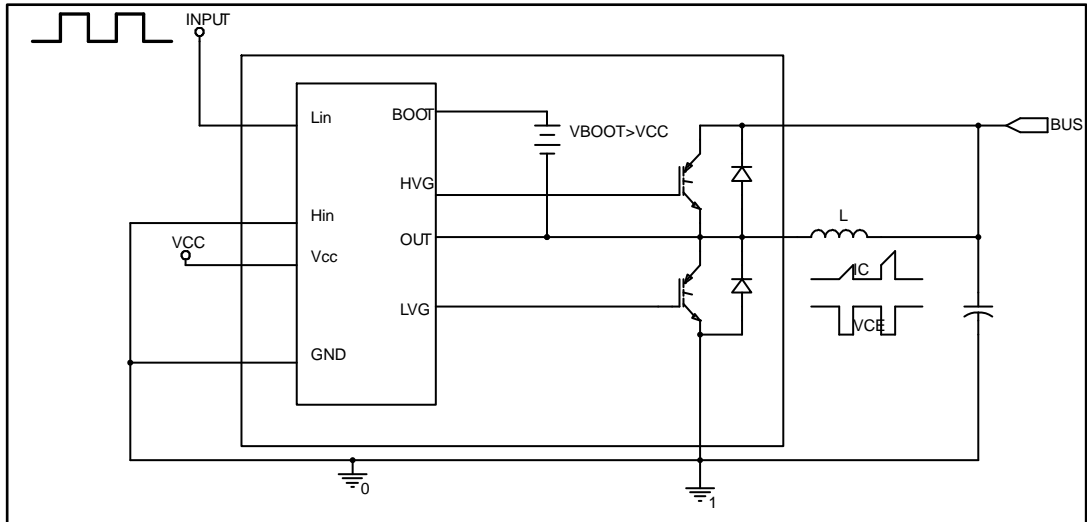 INPUT
Lin
BOOT
VBOOT>VCC
BUS
HVG
Hin
L
VCC
OUT
Vcc
IC
LVG
VCE
GND
0
1